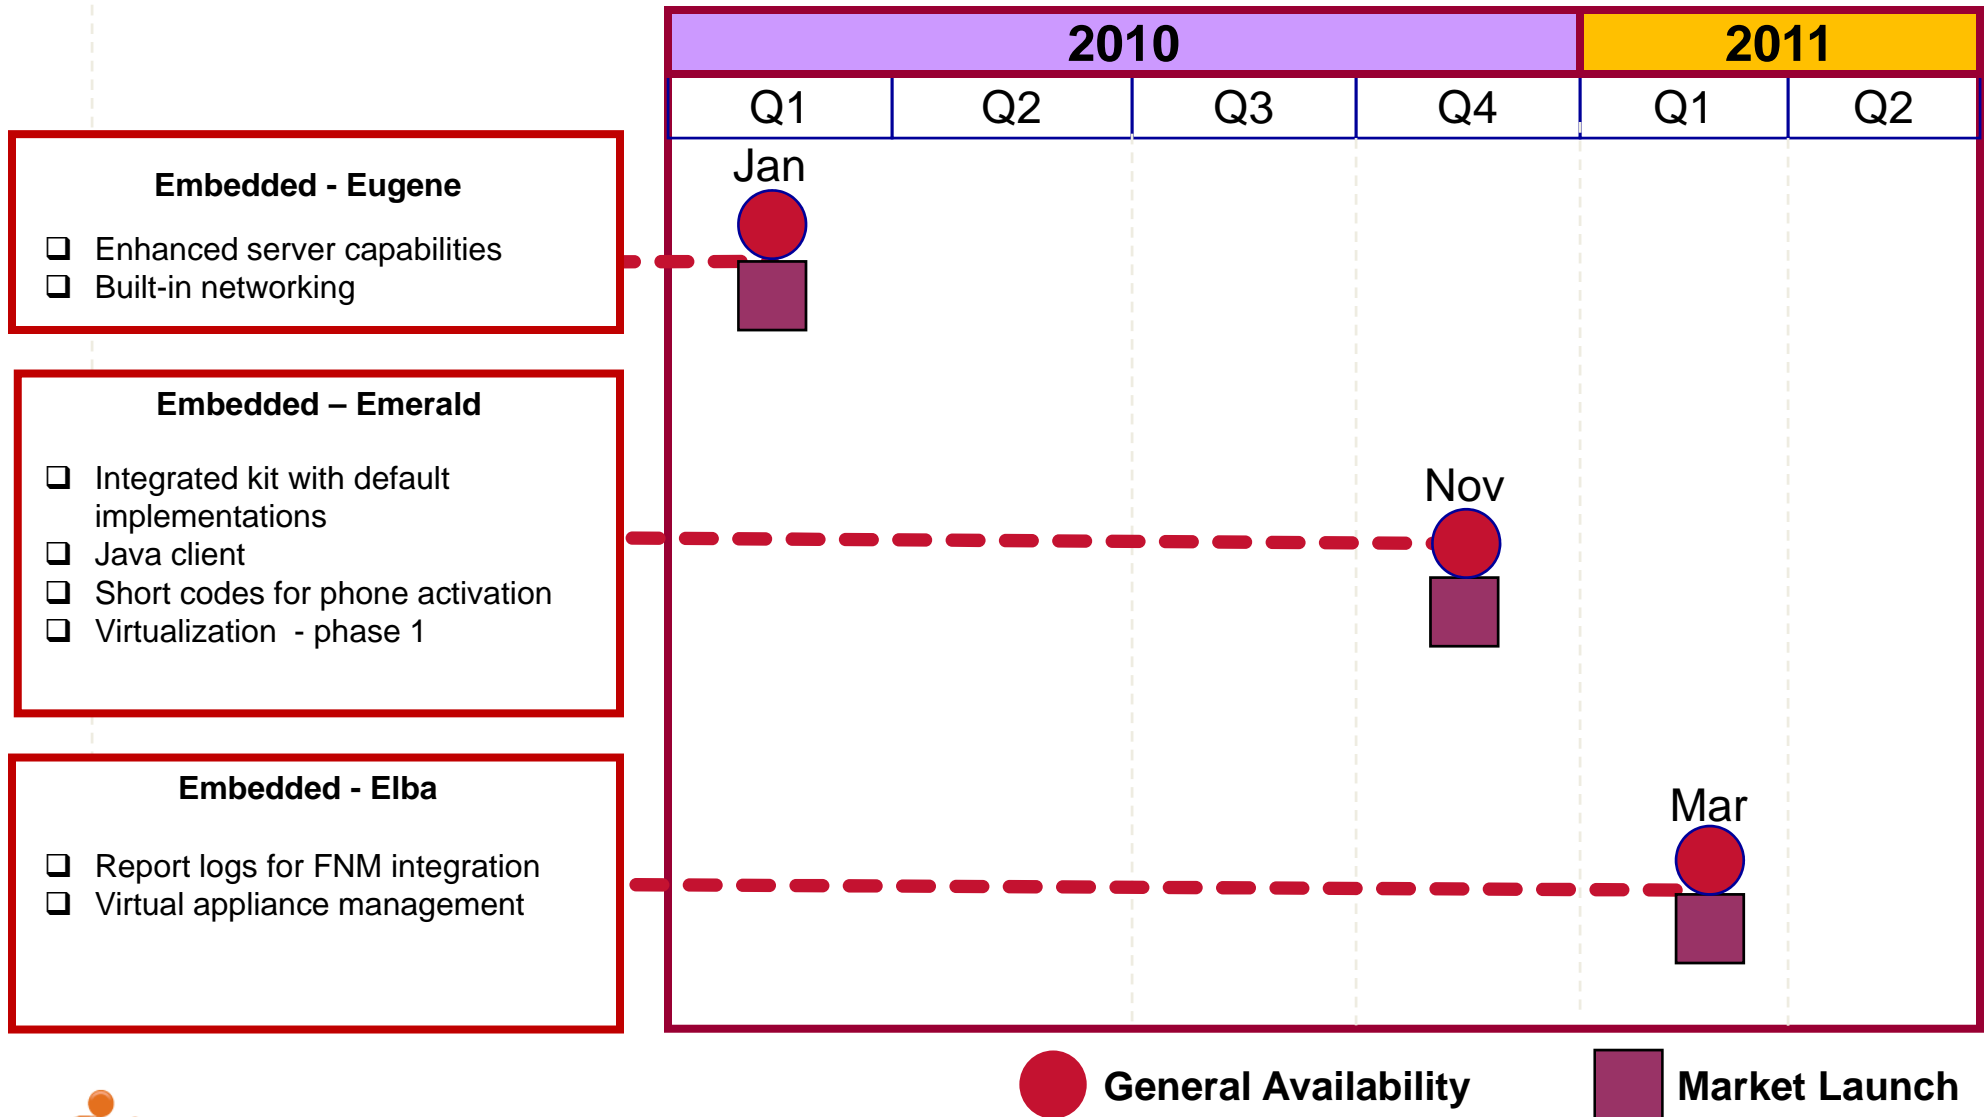 2010 2011
Q1 Q2 Q3 Q4 Q1 Q2
Jan
Embedded - Eugene
❑ Enhanced server capabilities
❑ Built-in networking
Embedded – Emerald
❑ Integrated kit with default
implementations
❑ Java client
❑ Short codes for phone activation
❑ Virtualization - phase 1
Nov
Embedded - Elba
❑ Report logs for FNM integration
❑ Virtual appliance management
Mar
General Availability Market Launch